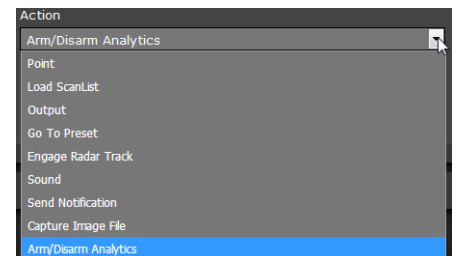 Action
Arm/Disarm Analytics
Point
Load ScanList
Output
Go To Preset
Engage Radar Track
Sound
Send Notification
Capture Image File
Arm/Disarm Analytics